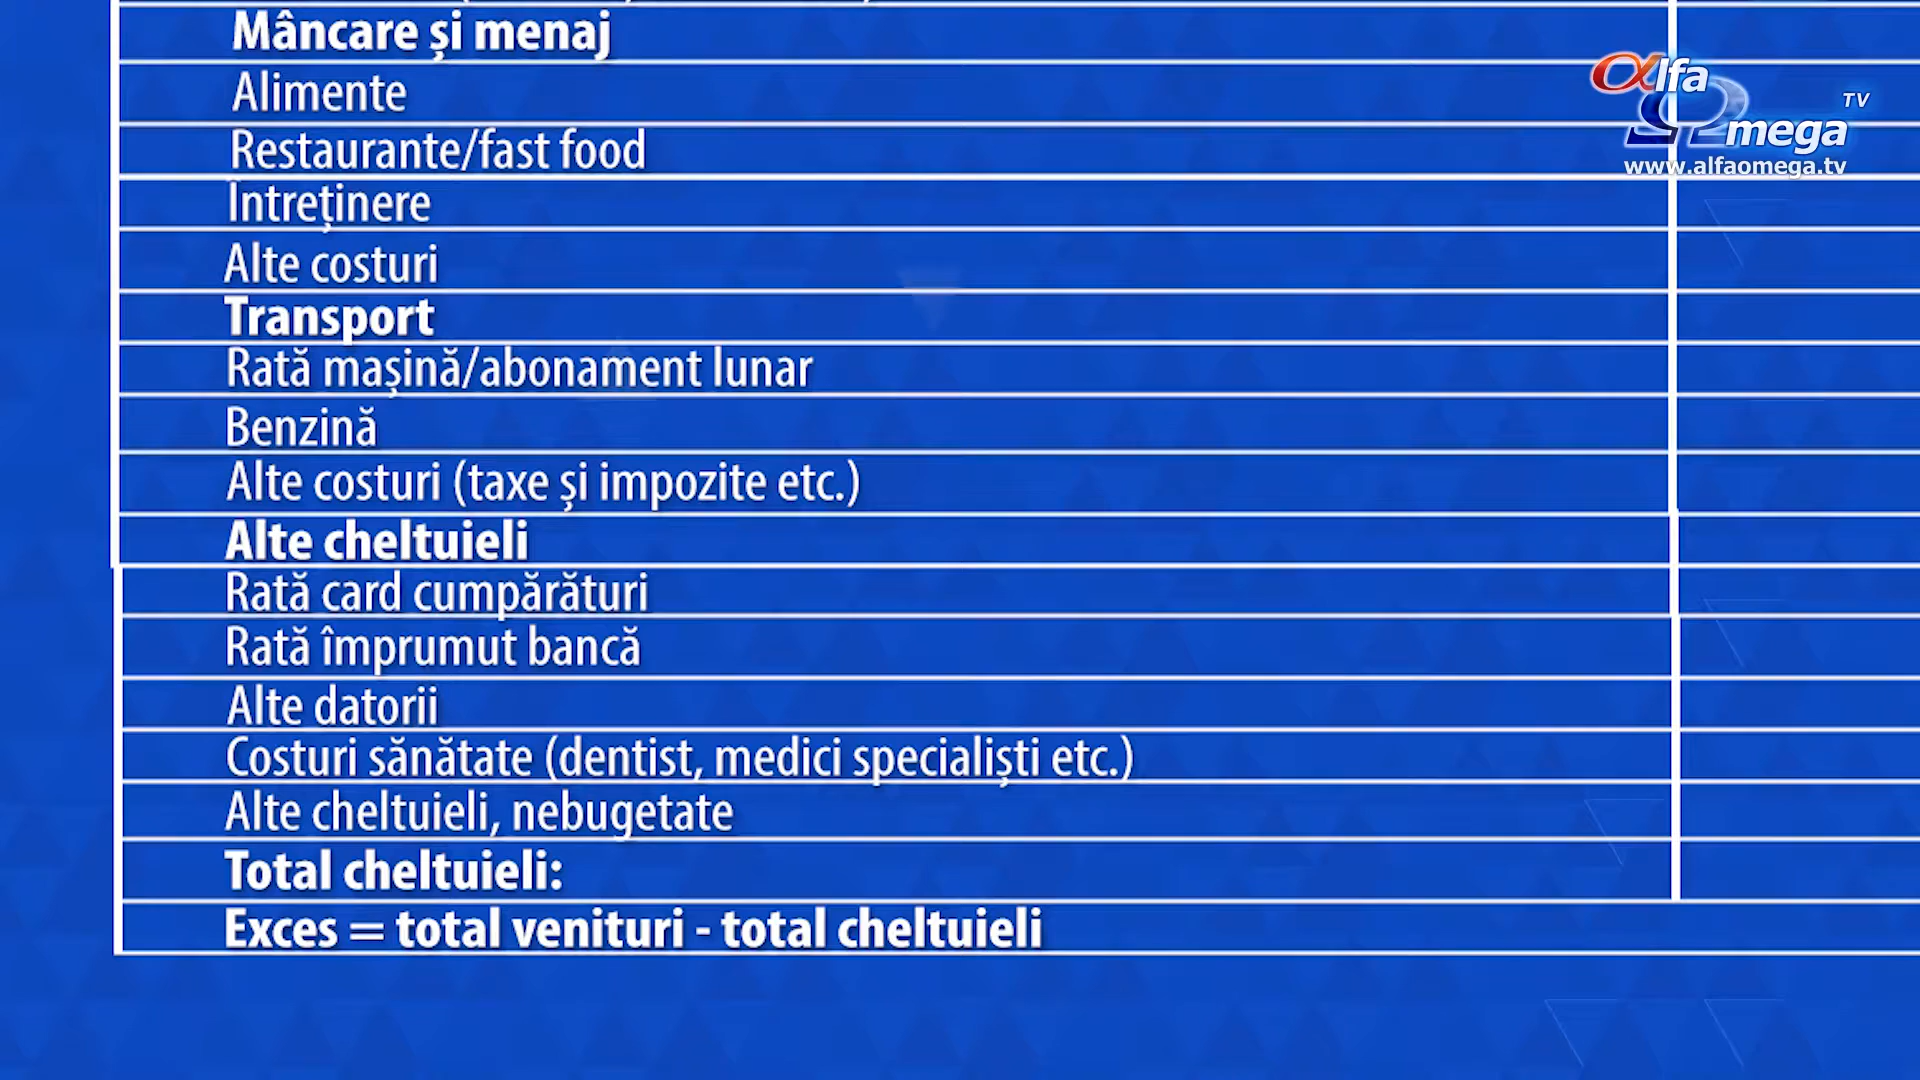 Mâncare și menaj
Alimente
Restaurante/fast food
Întreținere
Alte costuri
Transport
Rată mașină/abonament lunar
Benzină
Alte costuri (taxe și impozite etc.)
Alte cheltuieli
Rată card cumpărături
Rată împrumut bancă
Alte datorii
Costuri sănătate (dentist, medici specialiști etc.)
Alte cheltuieli, nebugetate
Total cheltuieli:
Exces = total venituri - total cheltuieli
αlfa
Ωmega TV
www.alfaomega.tv